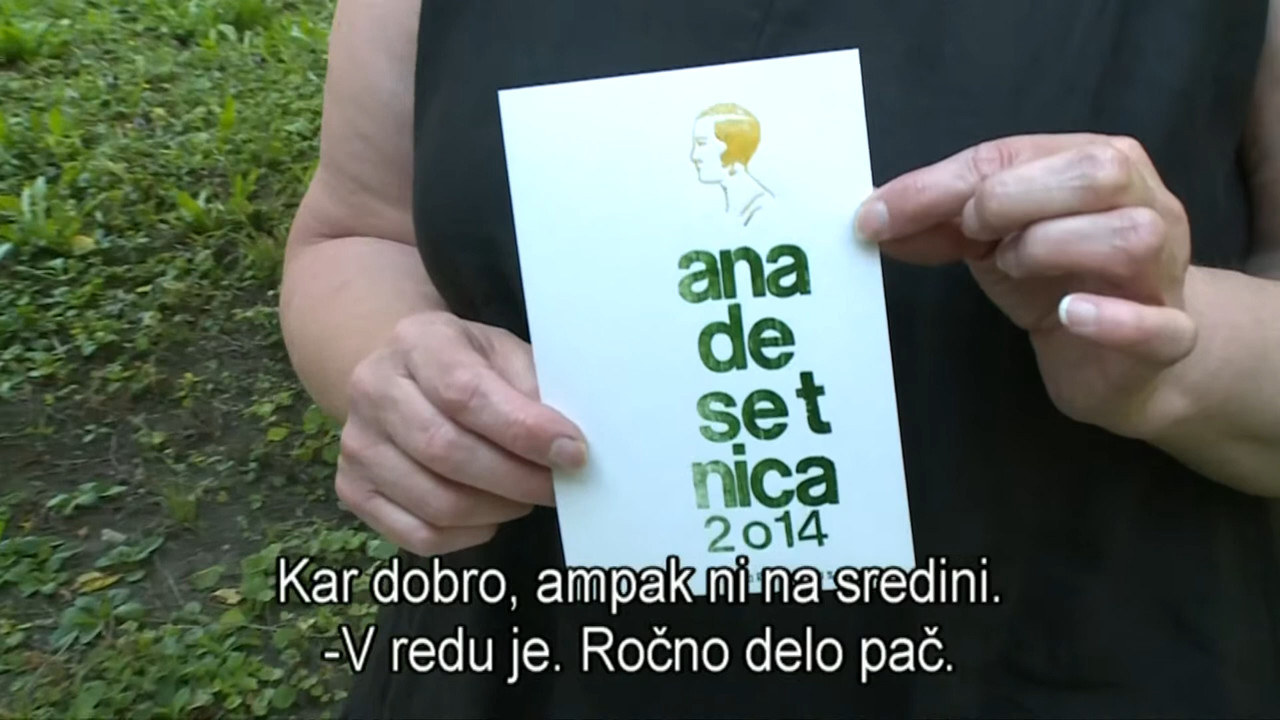 ana
de
set
nica
2o14
Kar dobro, ampak ni na sredini.
-V redu je. Ročno delo pač.